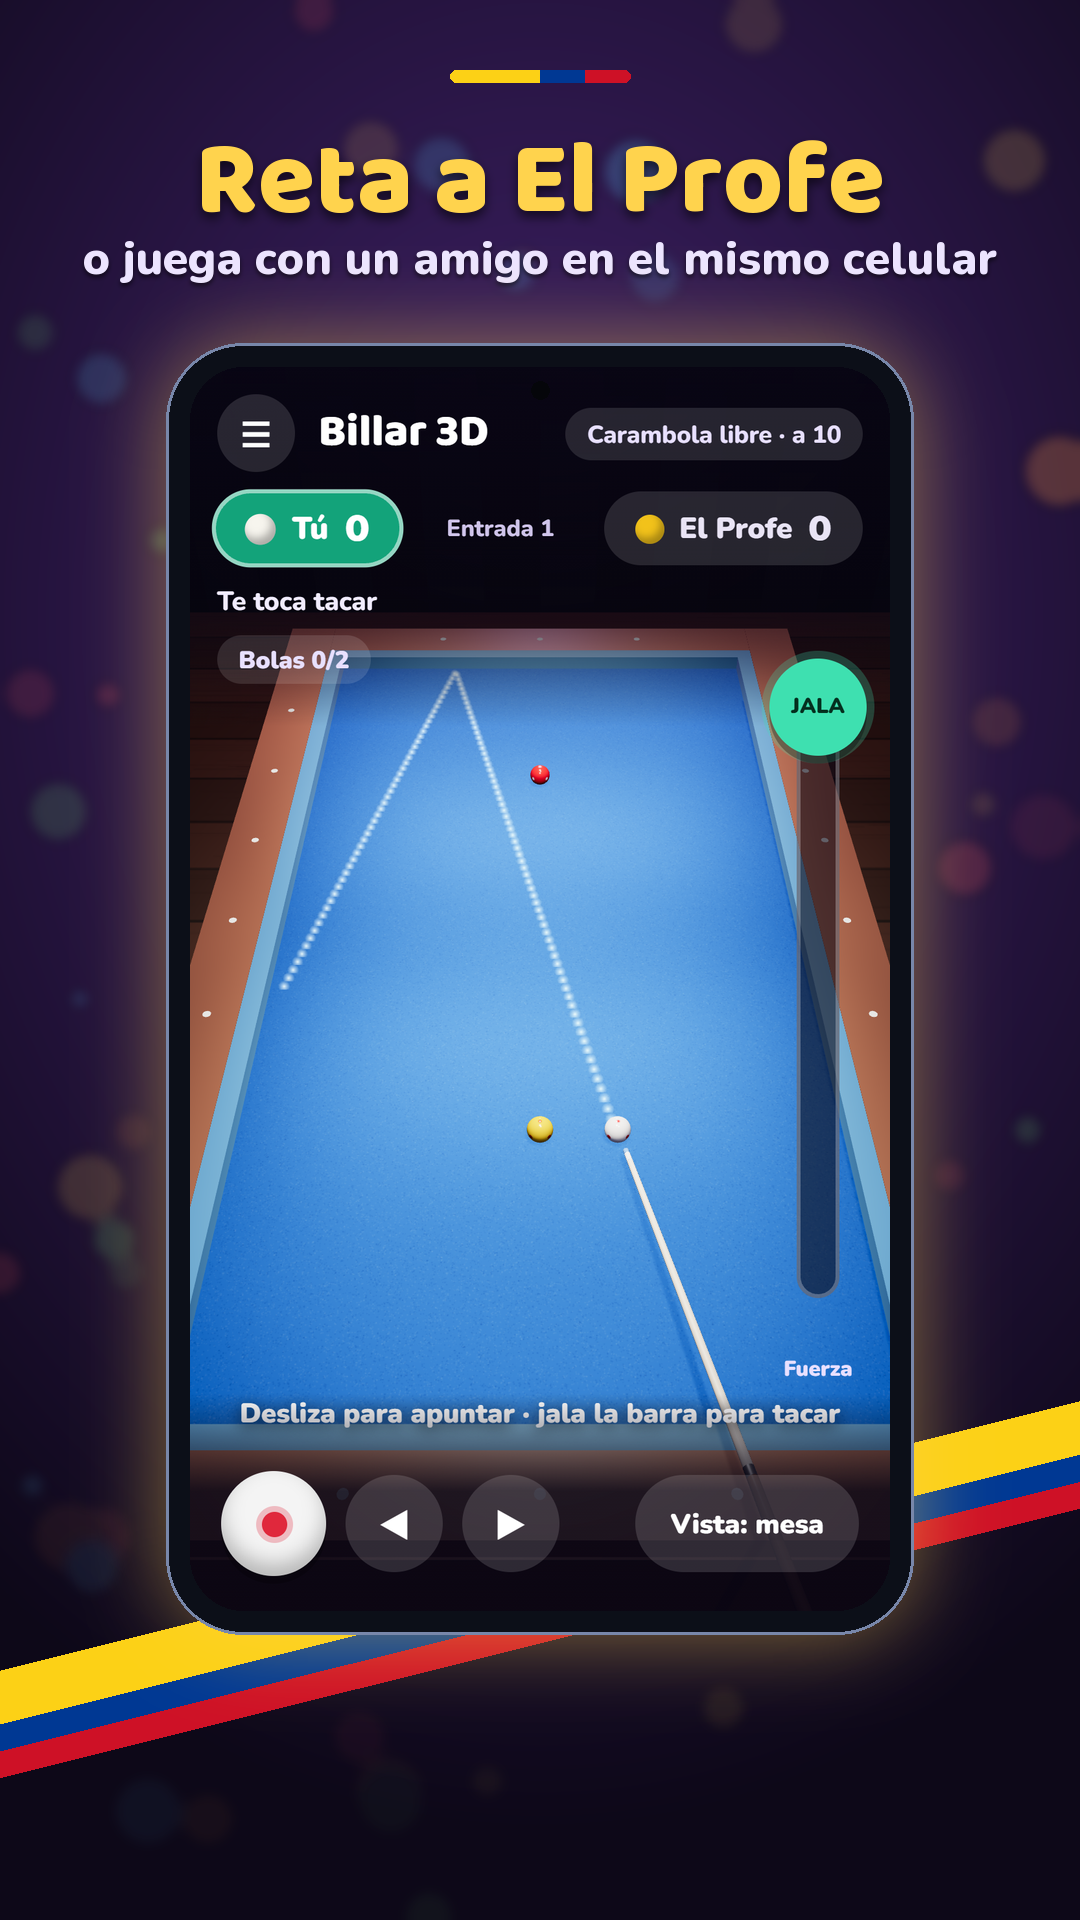 Reta a El Profe
o juega con un amigo en el mismo celular
Billar 3D
Carambola libre · a 10
Tú 0
Entrada 1
El Profe 0
Te toca tacar
Bolas 0/2
JALA
Fuerza
Desliza para apuntar · jala la barra para tacar
Vista: mesa